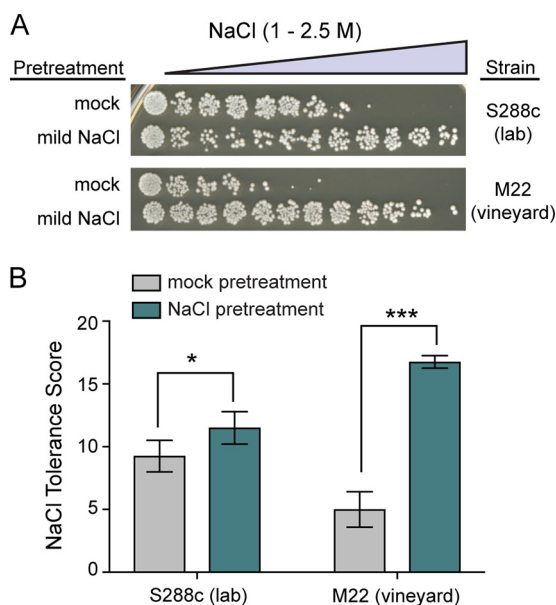 A
NaCl (1 - 2.5 M)
Pretreatment
Strain
mock
mild NaCl
S288c
(lab)
mock
mild NaCl
M22
(vineyard)
B
mock pretreatment
NaCl pretreatment
NaCl Tolerance Score
20
15
10
5
0
*
***
S288c (lab)
M22 (vineyard)